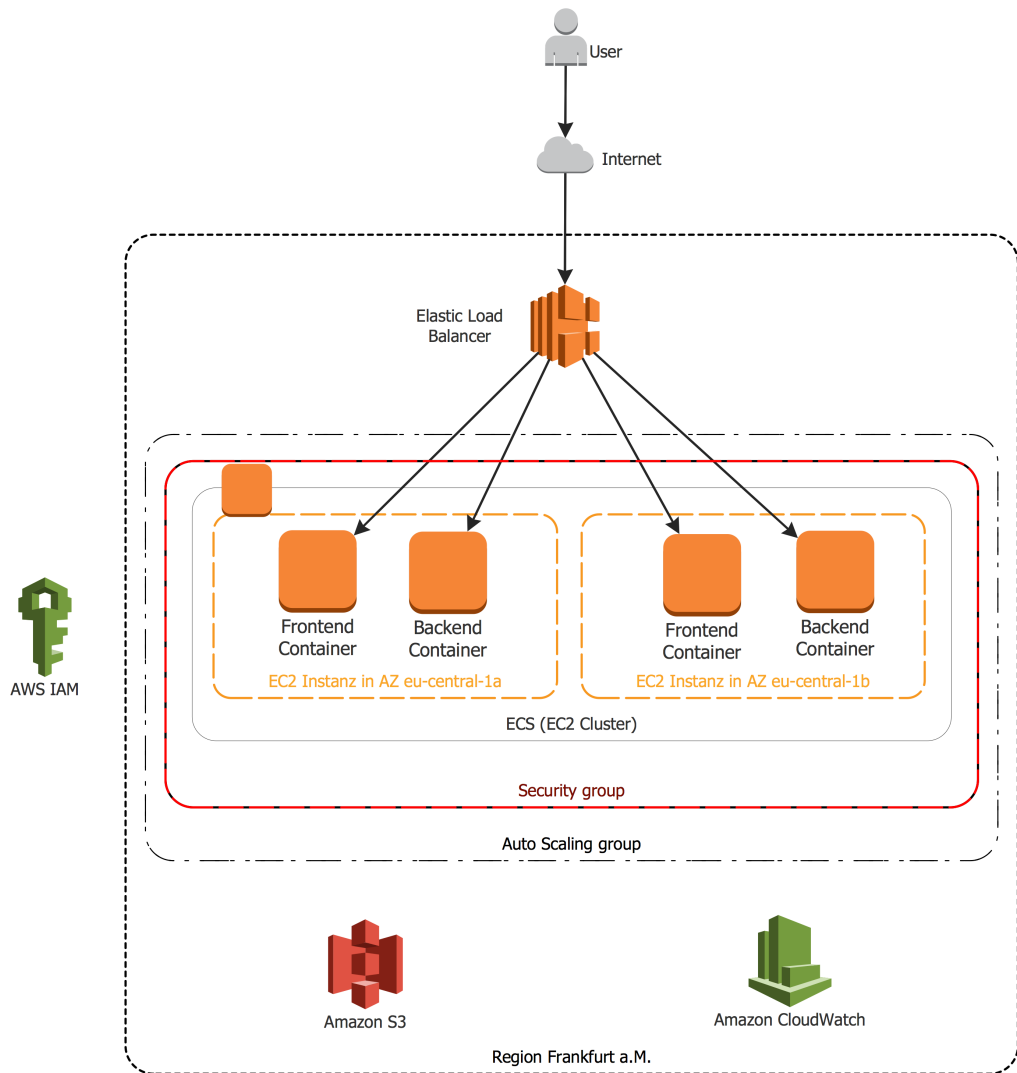 User
Internet
Elastic Load
Balancer
Frontend
Container
Backend
Container
Frontend
Container
Backend
Container
EC2 Instanz in AZ eu-central-1a
EC2 Instanz in AZ eu-central-1b
AWS IAM
ECS (EC2 Cluster)
Security group
Auto Scaling group
Amazon S3
Amazon CloudWatch
Region Frankfurt a.M.